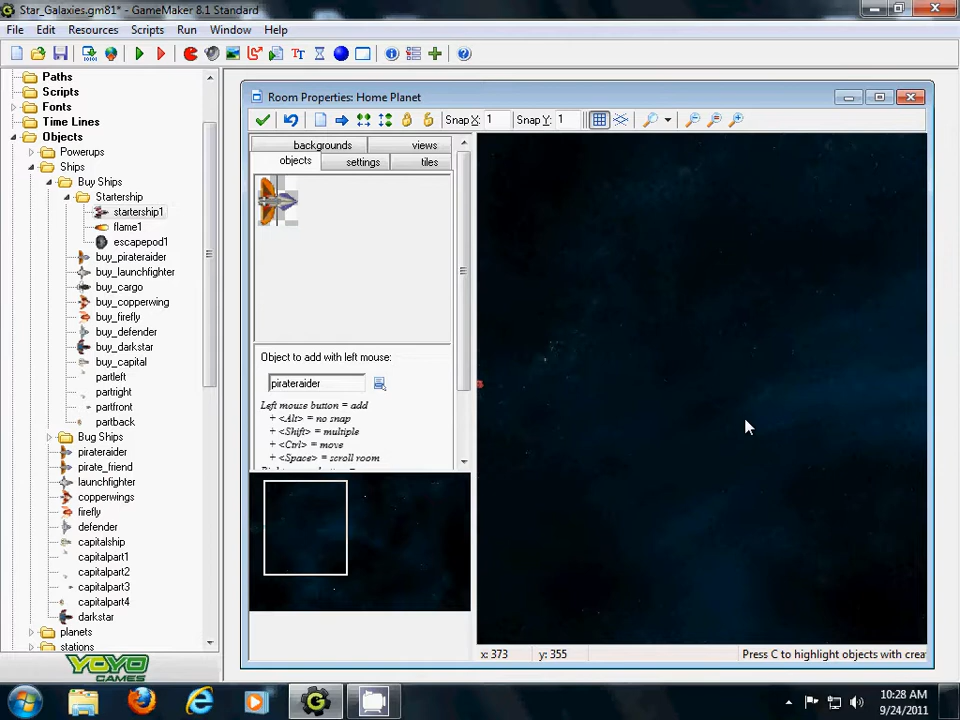 Star_Galaxies.gm81* - GameMaker 8.1 Standard
File Edit Resources Scripts Run Window Help
Paths
Scripts
Fonts
Time Lines
Objects
Powerups
Ships
Buy Ships
Startership
startership1
flame1
escapepod1
buy_pirateraider
buy_launchfighter
buy_cargo
buy_copperwing
buy_firefly
buy_defender
buy_darkstar
buy_capital
partleft
partright
partfront
partback
Bug Ships
pirateraider
pirate_friend
launchfighter
copperwings
firefly
defender
capitalship
capitalpart1
capitalpart2
capitalpart3
capitalpart4
darkstar
planets
stations
YOYO
GAMES
Room Properties: Home Planet
Snap X: 1 Snap Y: 1
backgrounds views
objects settings tiles
Object to add with left mouse:
pirateraider
Left mouse button = add
+ <Alt> = no snap
+ <Shift> = multiple
+ <Ctrl> = move
+ <Space> = scroll room
x: 373 y: 355 Press C to highlight objects with crea
10:28 AM
9/24/2011